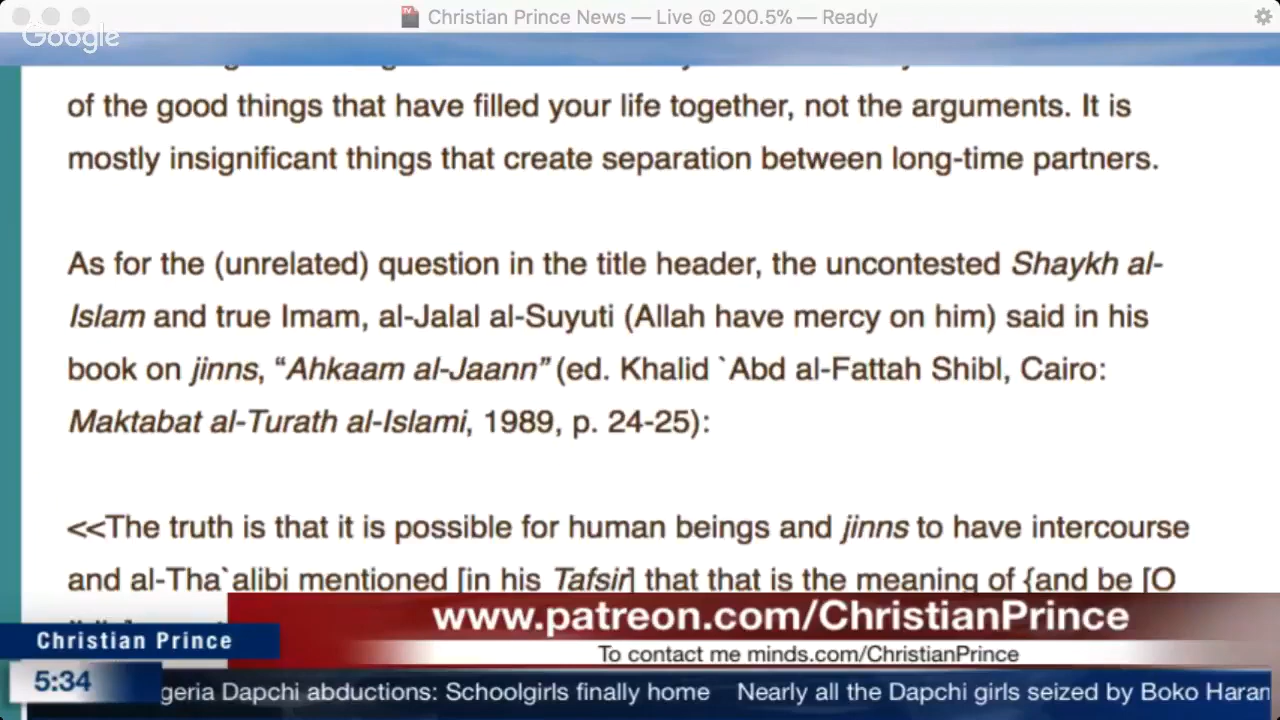 Christian Prince News — Live @ 200.5% — Ready
Google
of the good things that have filled your life together, not the arguments. It is
mostly insignificant things that create separation between long-time partners.
As for the (unrelated) question in the title header, the uncontested Shaykh al-
Islam and true Imam, al-Jalal al-Suyuti (Allah have mercy on him) said in his
book on jinns, “Ahkaam al-Jaann” (ed. Khalid `Abd al-Fattah Shibl, Cairo:
Maktabat al-Turath al-Islami, 1989, p. 24-25):
<<The truth is that it is possible for human beings and jinns to have intercourse
and al-Tha`alibi mentioned [in his Tafsir] that that is the meaning of {and be [O
www.patreon.com/ChristianPrince
Christian Prince
To contact me minds.com/ChristianPrince
5:34
geria Dapchi abductions: Schoolgirls finally home Nearly all the Dapchi girls seized by Boko Haram